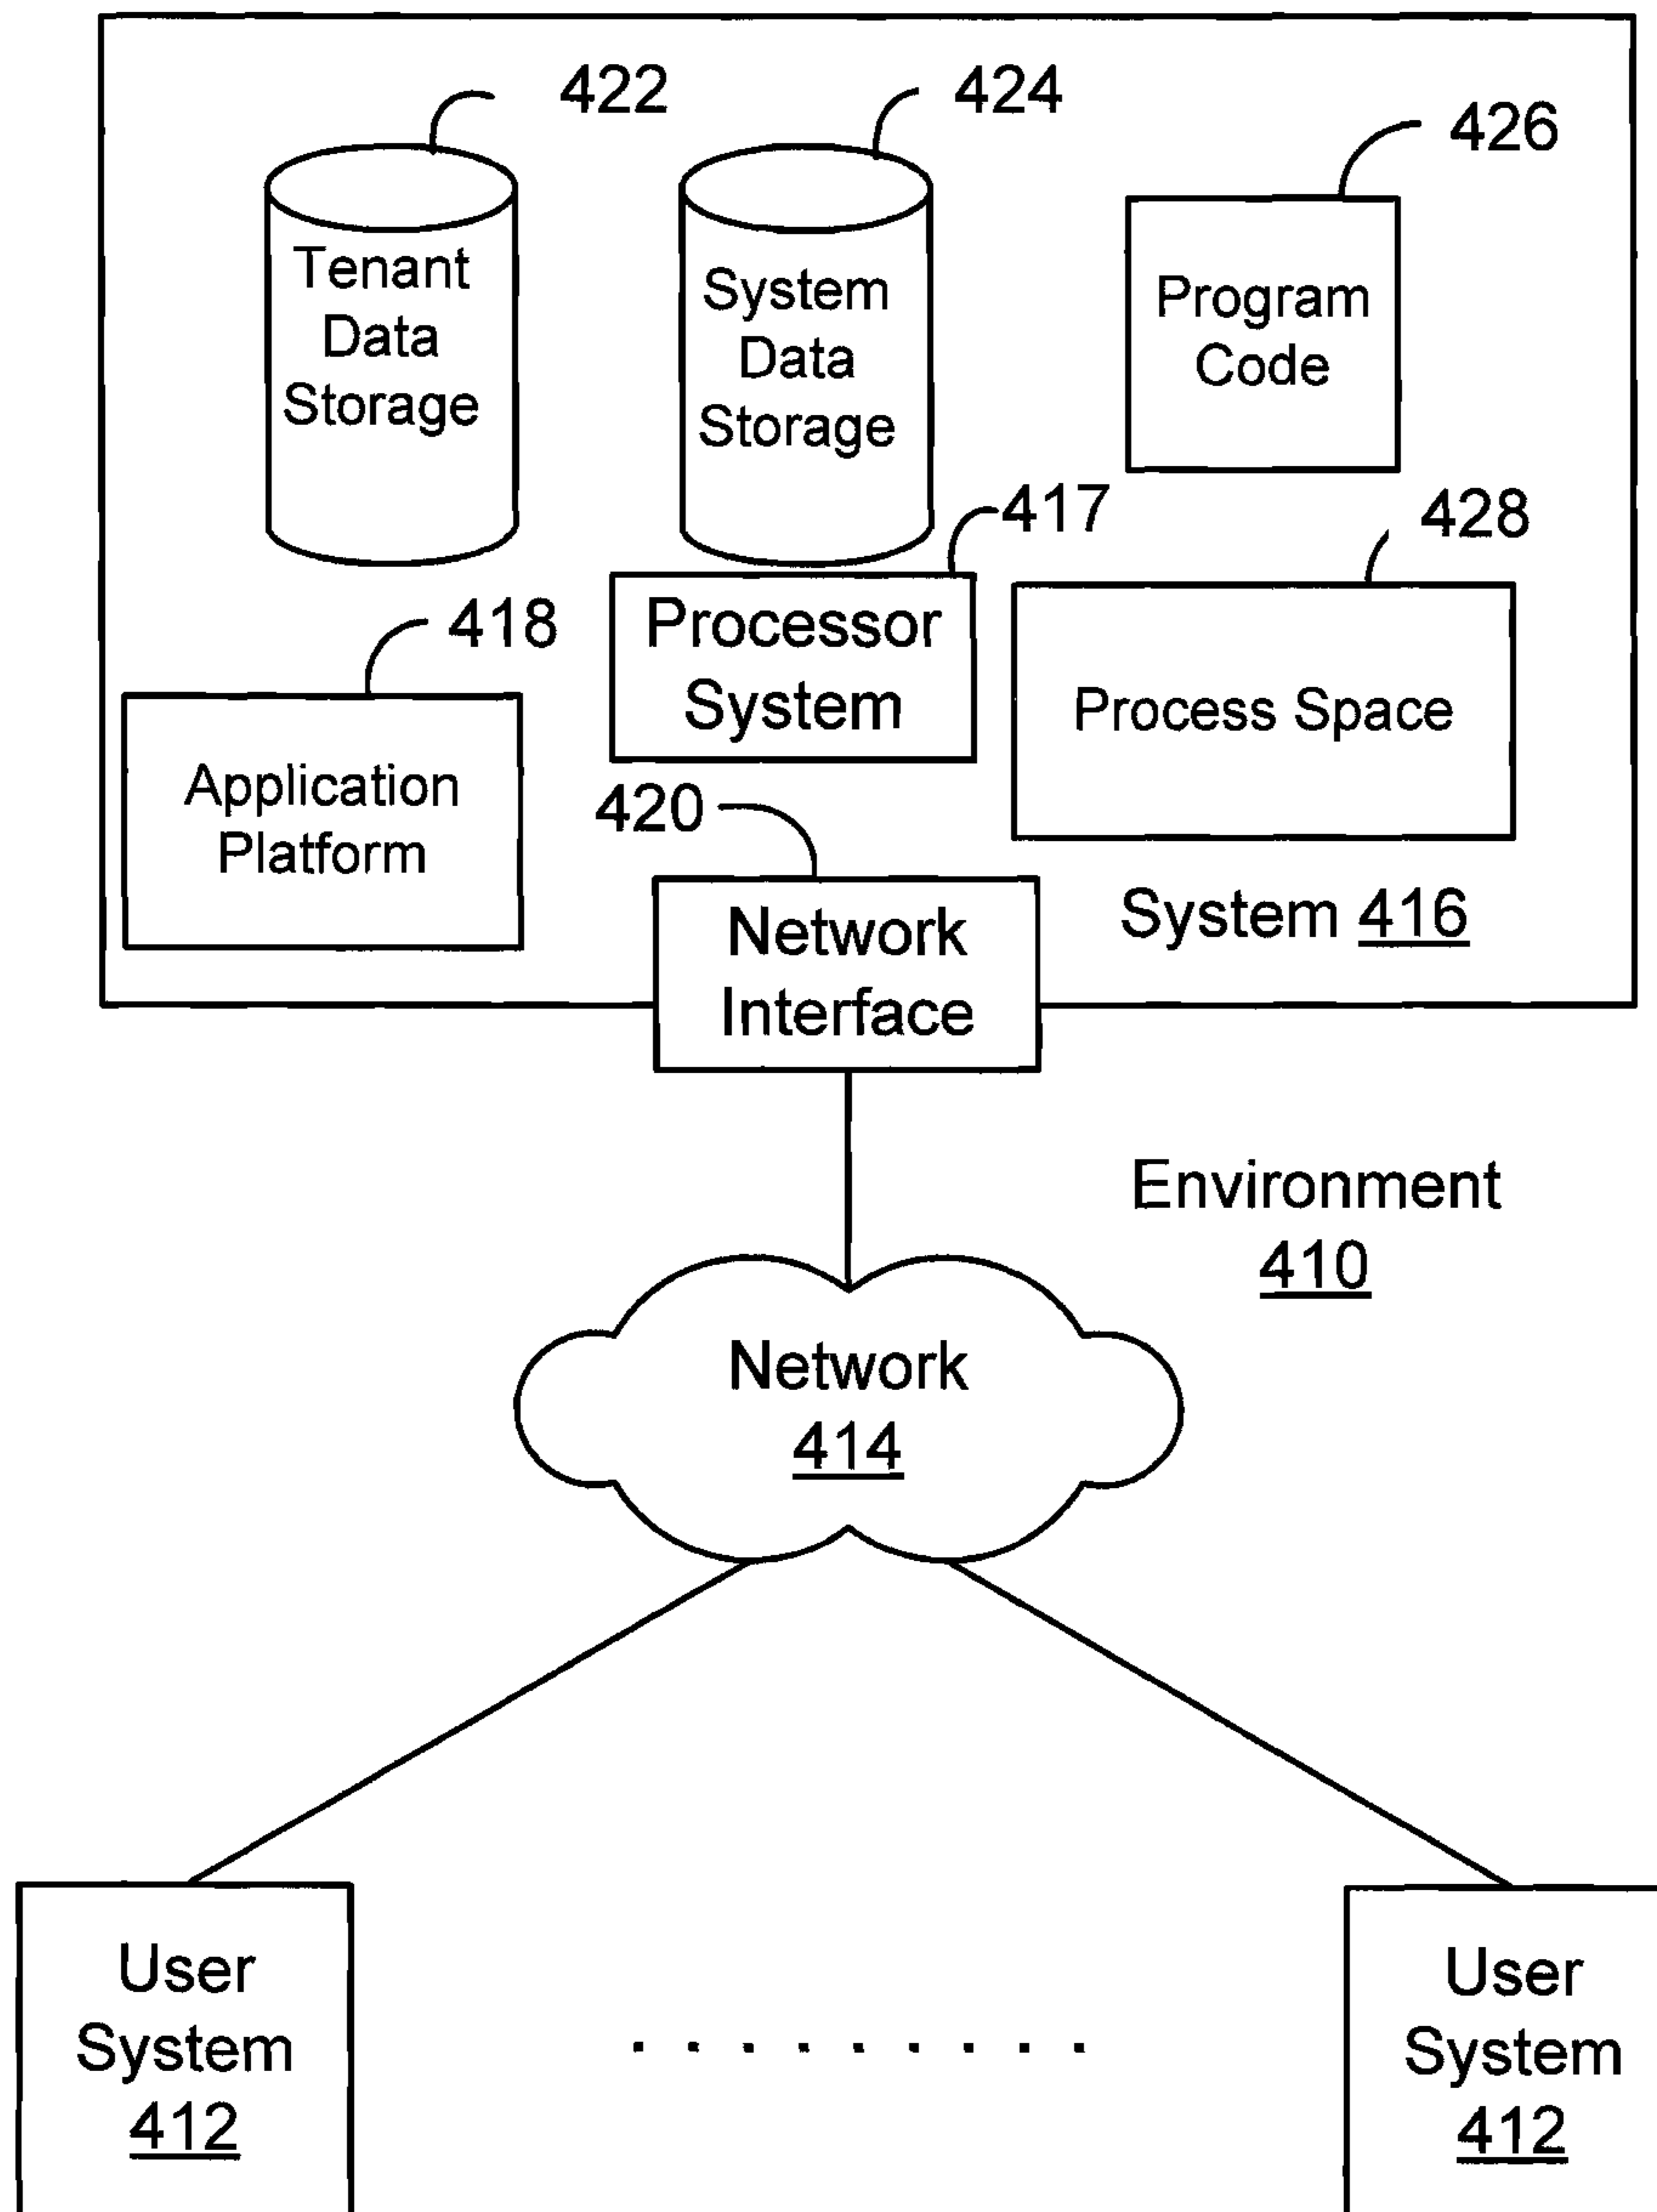 422
424
426
Tenant
Data
Storage
System
Data
Storage
Program
Code
417
428
418
Processor
System
Process Space
Application
Platform
420
Network
Interface
System 416
Environment
410
Network
414
User
System
412
. . . . . . . . .
User
System
412